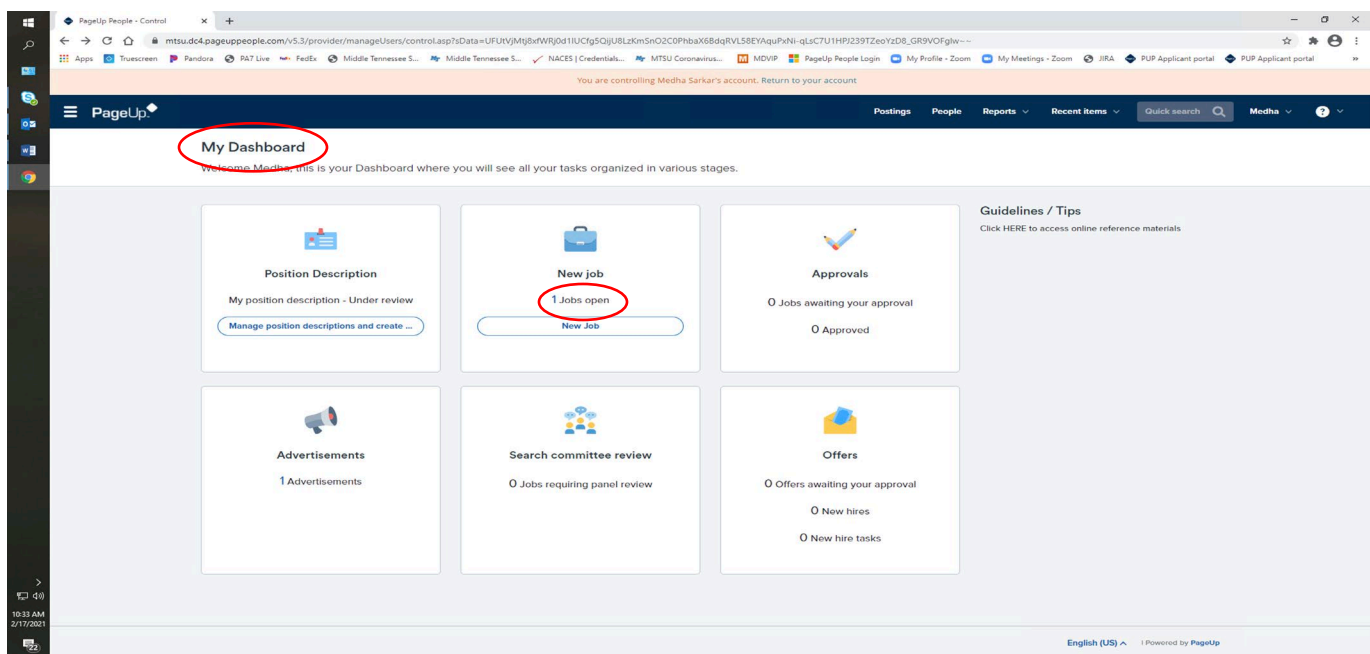 PageUp People - Control
mtsu.dc4.pageuppeople.com/v5.3/provider/manageUsers/control.asp?
Apps Truescreen Pandora PAT Live FedEx Middle Tennessee S... Middle Tennessee S... NACES | Credentials... MTSU Coronavirus... MDVIP PageUp People Login My Profile - Zoom My Meetings - Zoom JIRA PUP Applicant portal PUP Applicant portal »
You are controlling Medha Sarkar's account. Return to your account
PageUp. Postings People Reports Recent items Quick search Medha ?
My Dashboard
Welcome Medha, this is your Dashboard where you will see all your tasks organized in various stages.
Position Description
My position description - Under review
Manage position descriptions and create ...
New job
1 Jobs open
New Job
Approvals
0 Jobs awaiting your approval
0 Approved
Guidelines / Tips
Click HERE to access online reference materials
Advertisements
1 Advertisements
Search committee review
0 Jobs requiring panel review
Offers
0 Offers awaiting your approval
0 New hires
0 New hire tasks
10:33 AM
2/17/2021
22
English (US) | Powered by PageUp